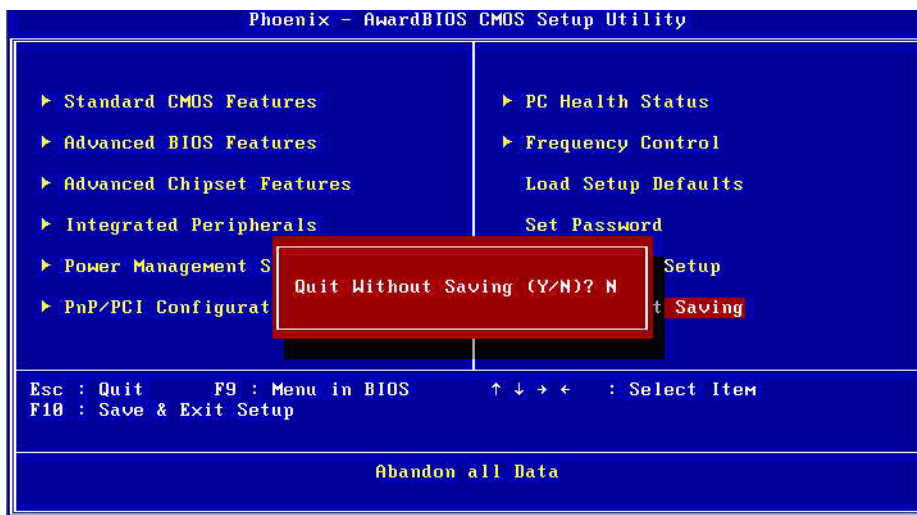 Phoenix - AwardBIOS CMOS Setup Utility
Standard CMOS Features
Advanced BIOS Features
Advanced Chipset Features
Integrated Peripherals
Power Management S
PnP/PCI Configurat
PC Health Status
Frequency Control
Load Setup Defaults
Set Password
Setup
t Saving
Quit Without Saving (Y/N)? N
Esc : Quit F9 : Menu in BIOS ↑ ↓ → ← : Select Item
F10 : Save & Exit Setup
Abandon all Data